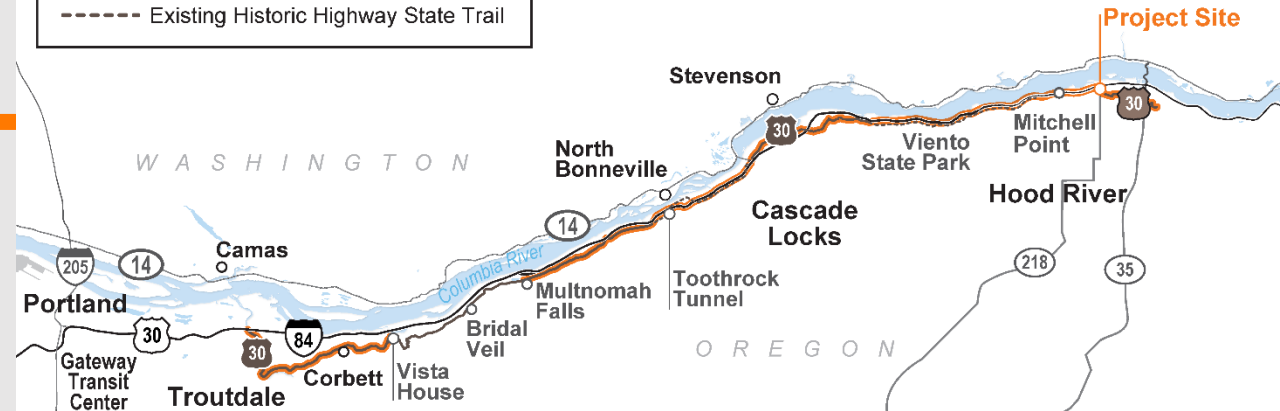 Existing Historic Highway State Trail
Project Site
Stevenson
30
30
Mitchell
Point
Viento
State Park
North
Bonneville
WASHINGTON
Hood River
Cascade
Locks
14
Camas
205
14
Columbia River
218
35
Toothrock
Tunnel
Multnomah
Falls
Portland
30
84
Bridal
Veil
30
OREGON
Gateway
Transit
Center
Corbett
Vista
House
Troutdale